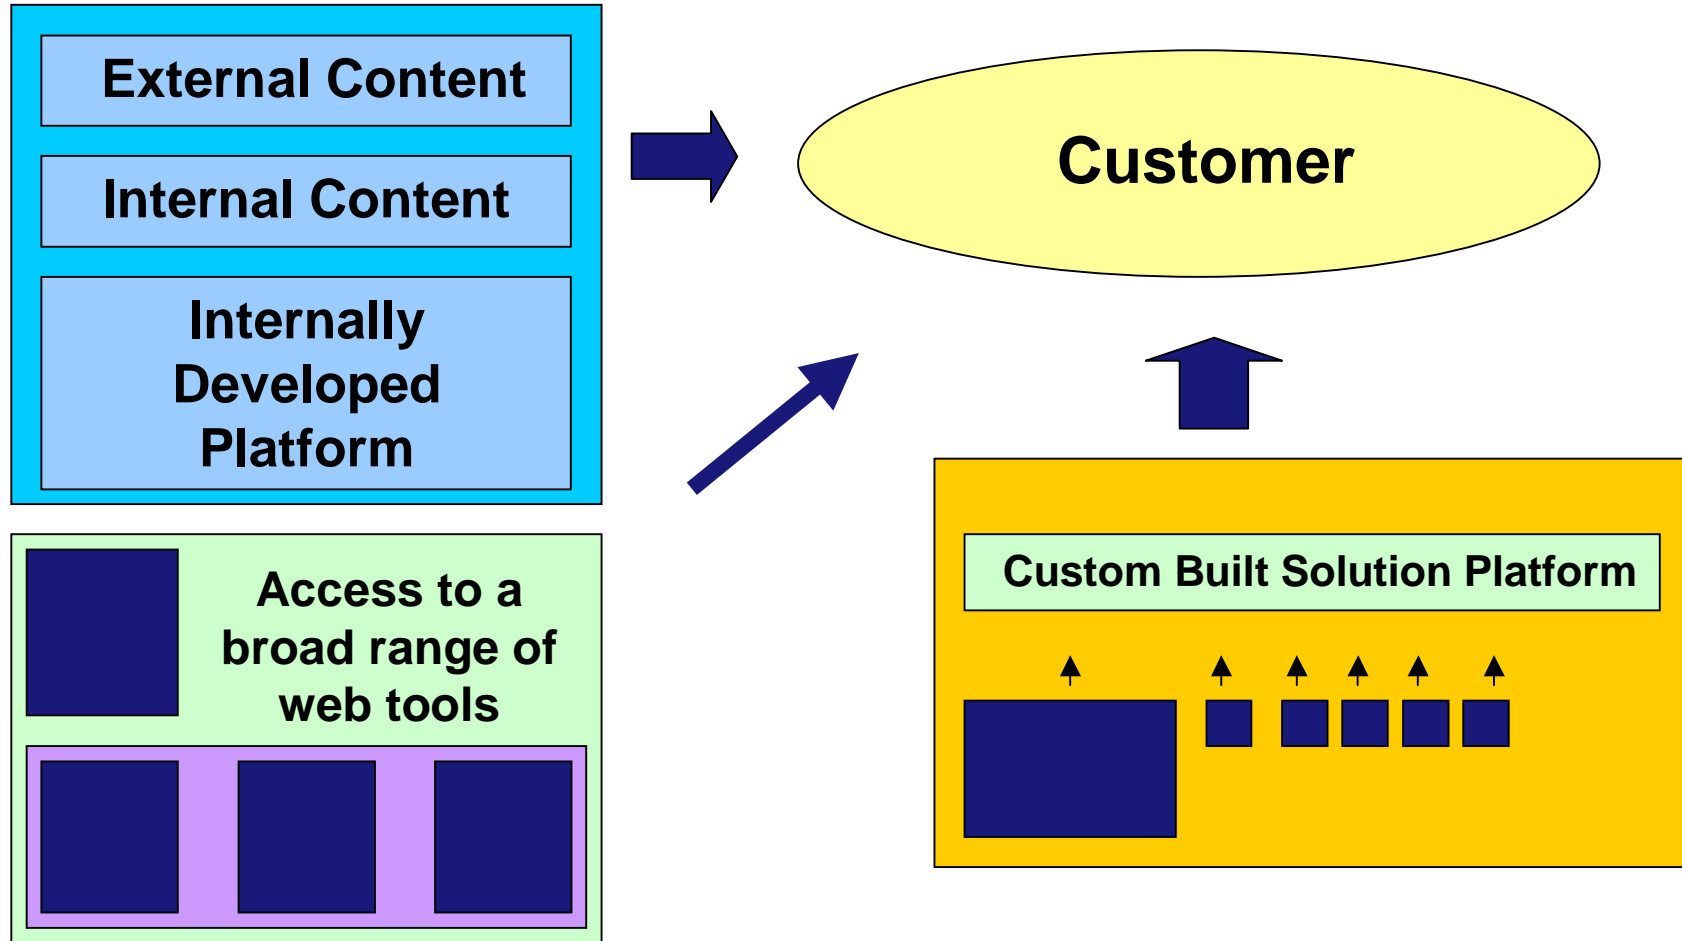 External Content
Internal Content
Internally
Developed
Platform
Customer
Access to a
broad range of
web tools
Custom Built Solution Platform